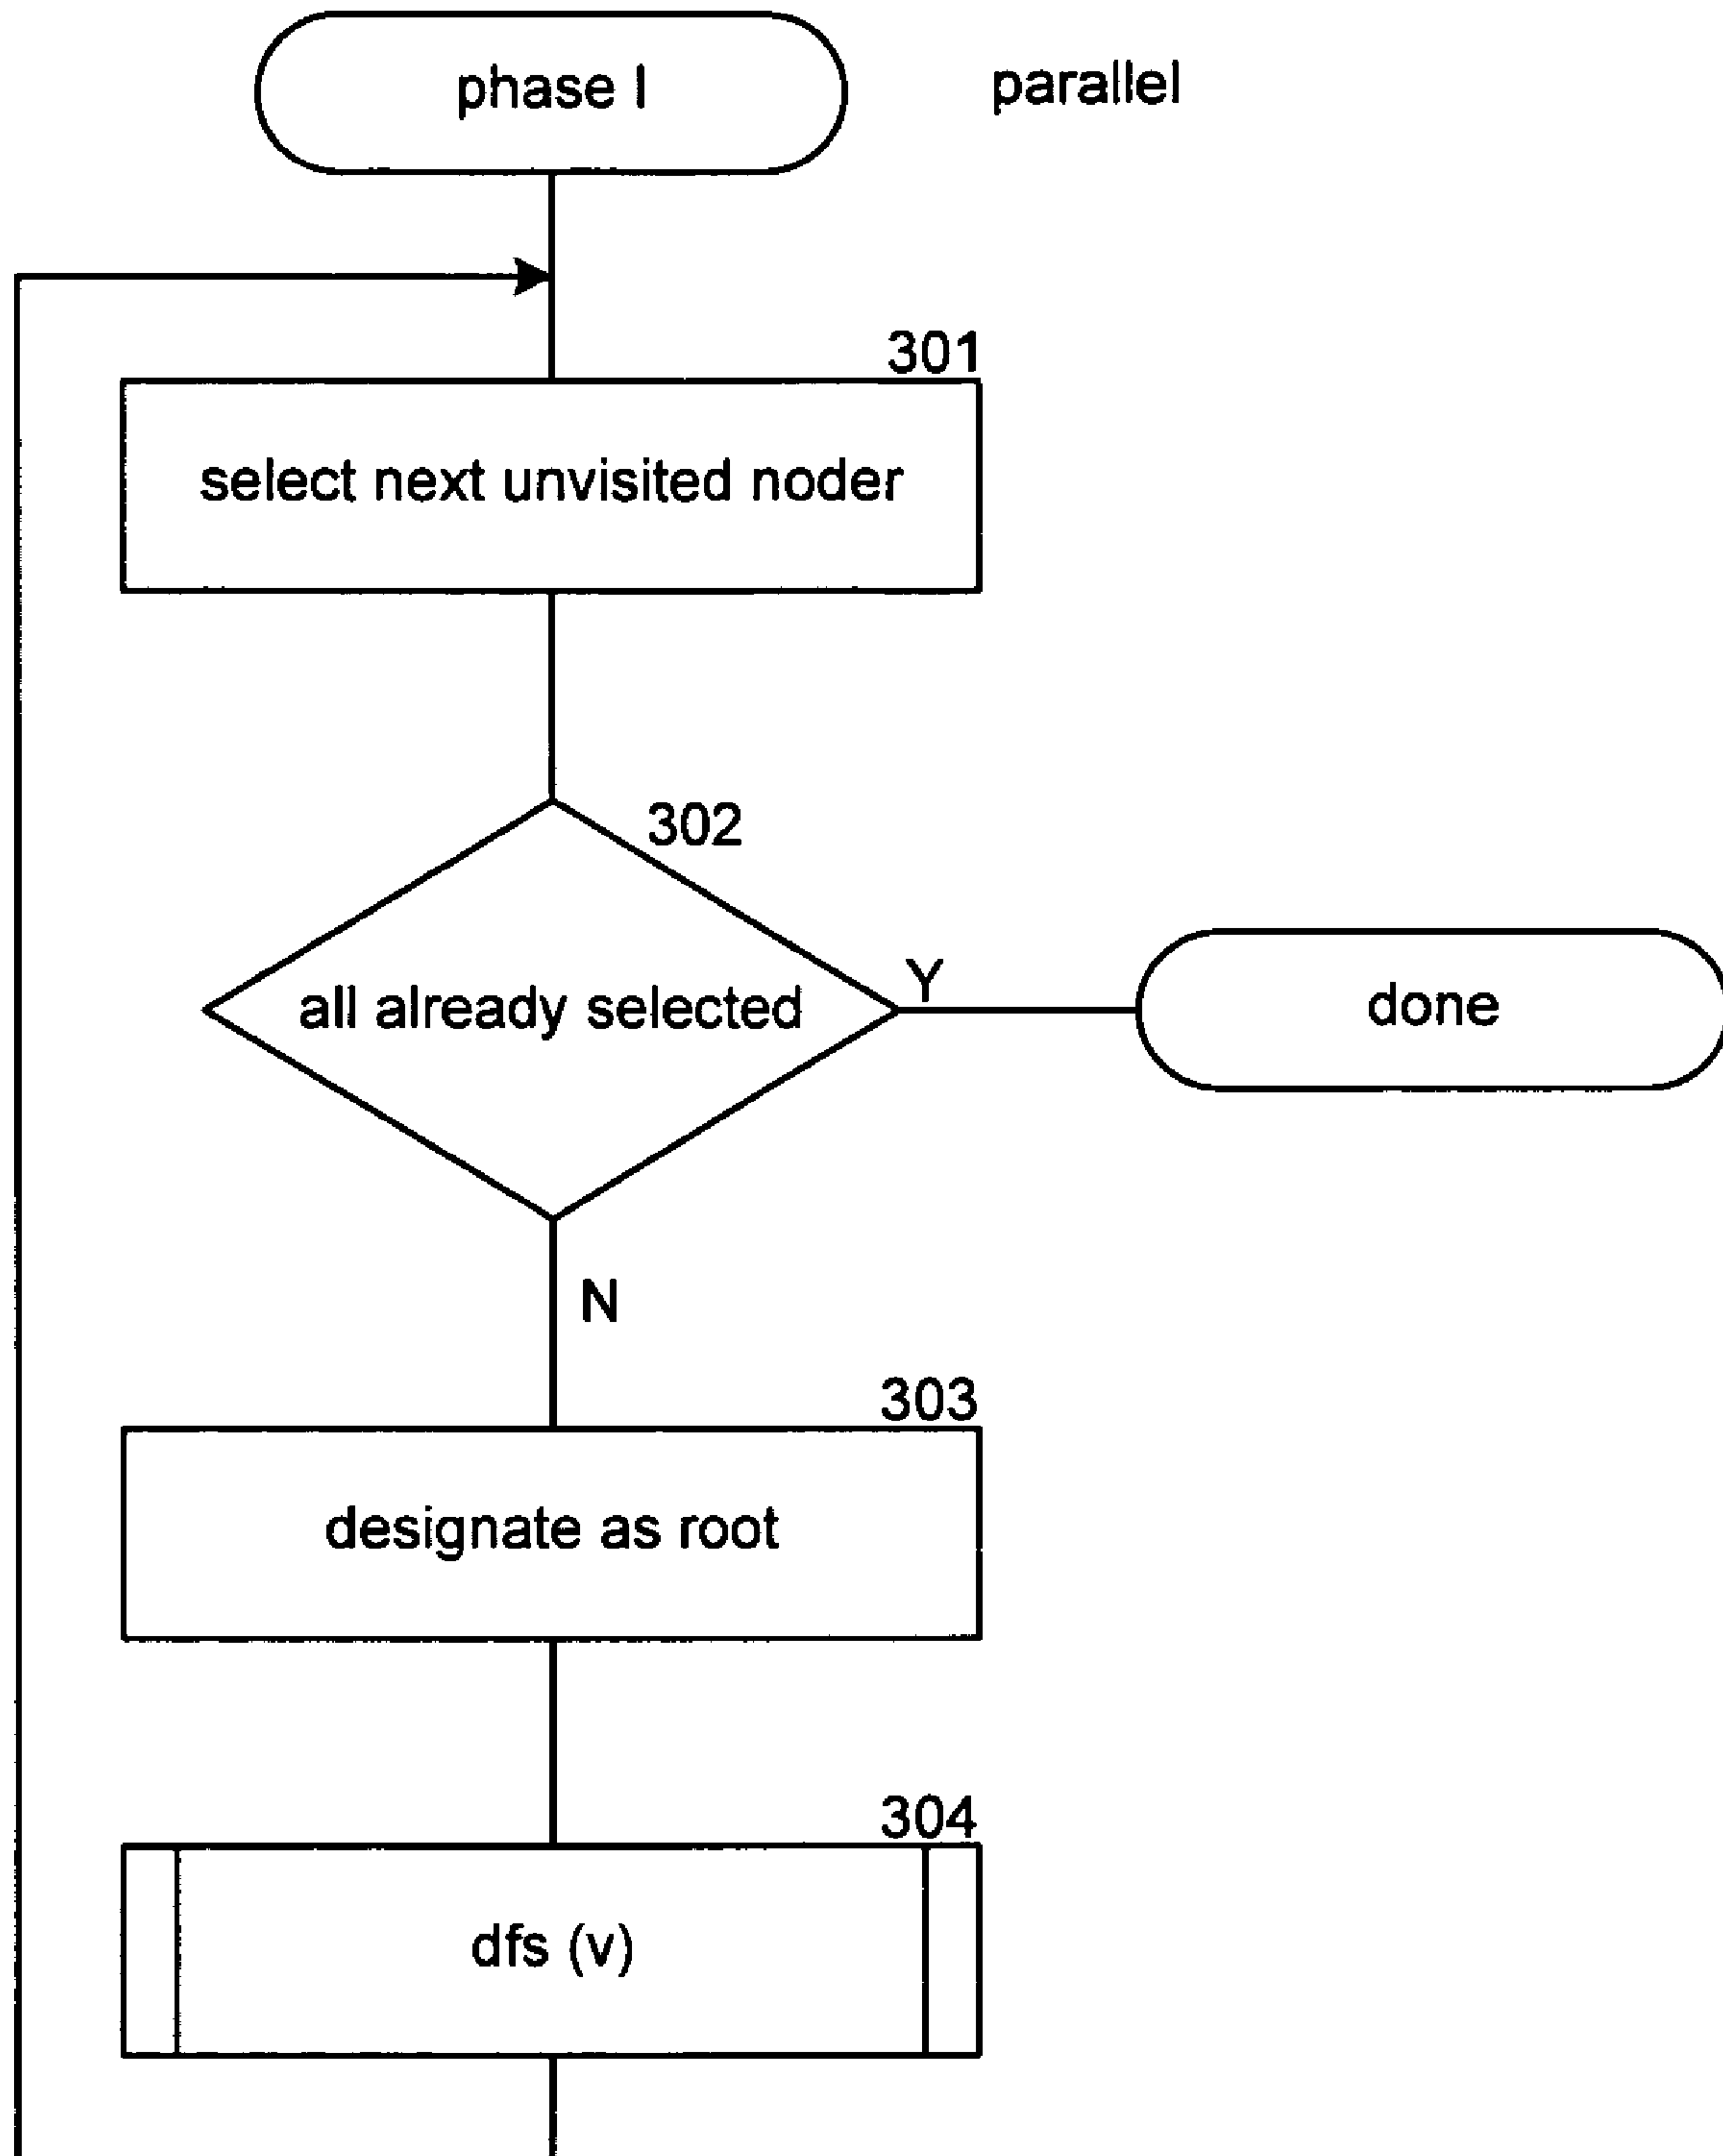 phase I
parallel
301
select next unvisited noder
302
all already selected
Y
done
N
303
designate as root
304
dfs (v)